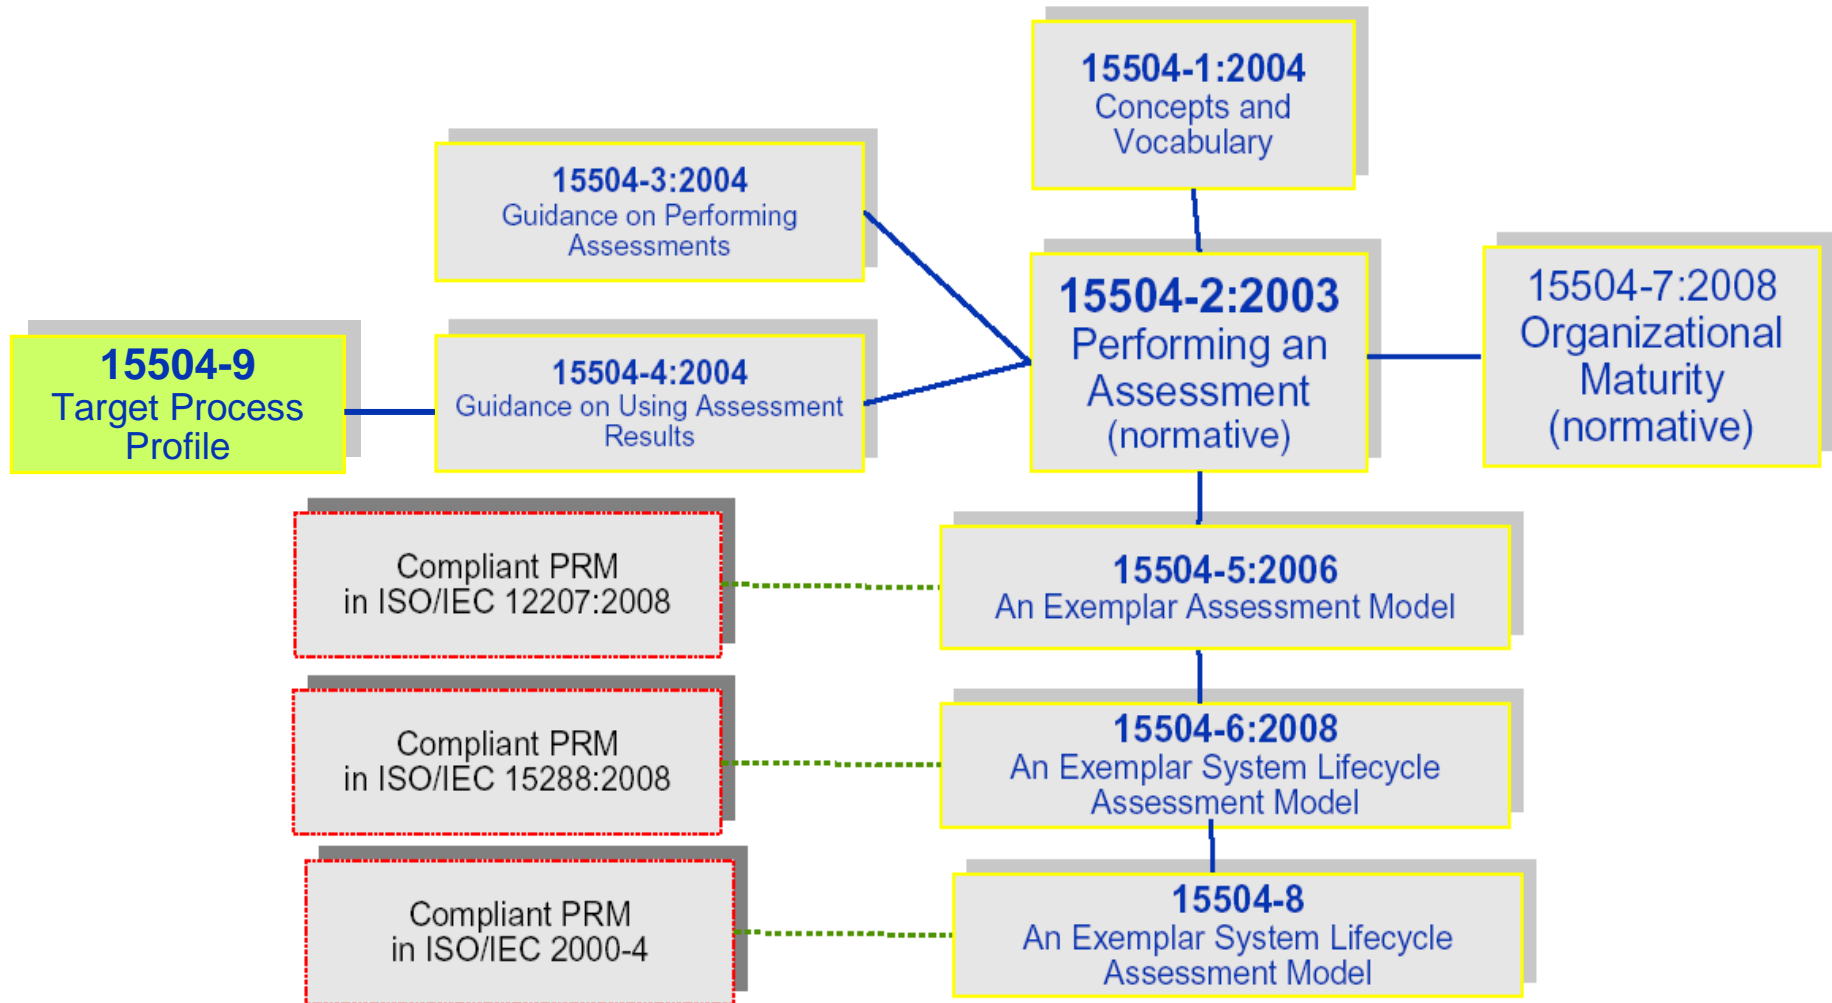 15504-1:2004
Concepts and
Vocabulary
15504-3:2004
Guidance on Performing
Assessments
15504-2:2003
Performing an
Assessment
(normative)
15504-7:2008
Organizational
Maturity
(normative)
15504-9
Target Process
Profile
15504-4:2004
Guidance on Using Assessment
Results
Compliant PRM
in ISO/IEC 12207:2008
15504-5:2006
An Exemplar Assessment Model
Compliant PRM
in ISO/IEC 15288:2008
15504-6:2008
An Exemplar System Lifecycle
Assessment Model
Compliant PRM
in ISO/IEC 2000-4
15504-8
An Exemplar System Lifecycle
Assessment Model